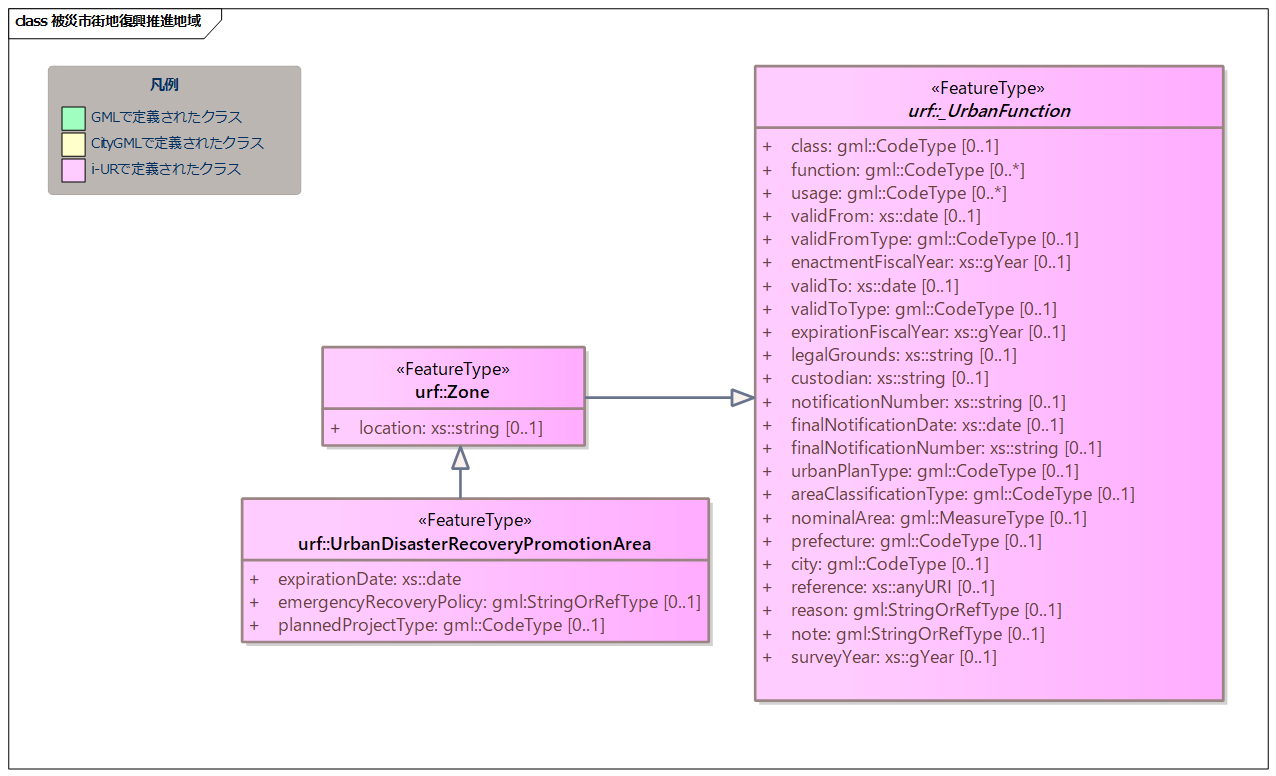 class 被災市街地復興推進地域
凡例
GMLで定義されたクラス
CityGMLで定義されたクラス
i-URで定義されたクラス
«FeatureType»
urf::_UrbanFunction
+ class: gml::CodeType [0..1]
+ function: gml::CodeType [0..*]
+ usage: gml::CodeType [0..*]
+ validFrom: xs::date [0..1]
+ validFromType: gml::CodeType [0..1]
+ enactmentFiscalYear: xs::gYear [0..1]
+ validTo: xs::date [0..1]
+ validToType: gml::CodeType [0..1]
+ expirationFiscalYear: xs::gYear [0..1]
+ legalGrounds: xs::string [0..1]
+ custodian: xs::string [0..1]
+ notificationNumber: xs::string [0..1]
+ finalNotificationDate: xs::date [0..1]
+ finalNotificationNumber: xs::string [0..1]
+ urbanPlanType: gml::CodeType [0..1]
+ areaClassificationType: gml::CodeType [0..1]
+ nominalArea: gml::MeasureType [0..1]
+ prefecture: gml::CodeType [0..1]
+ city: gml::CodeType [0..1]
+ reference: xs::anyURI [0..1]
+ reason: gml:StringOrRefType [0..1]
+ note: gml:StringOrRefType [0..1]
+ surveyYear: xs::gYear [0..1]
«FeatureType»
urf::Zone
+ location: xs::string [0..1]
«FeatureType»
urf::UrbanDisasterRecoveryPromotionArea
+ expirationDate: xs::date
+ emergencyRecoveryPolicy: gml:StringOrRefType [0..1]
+ plannedProjectType: gml::CodeType [0..1]